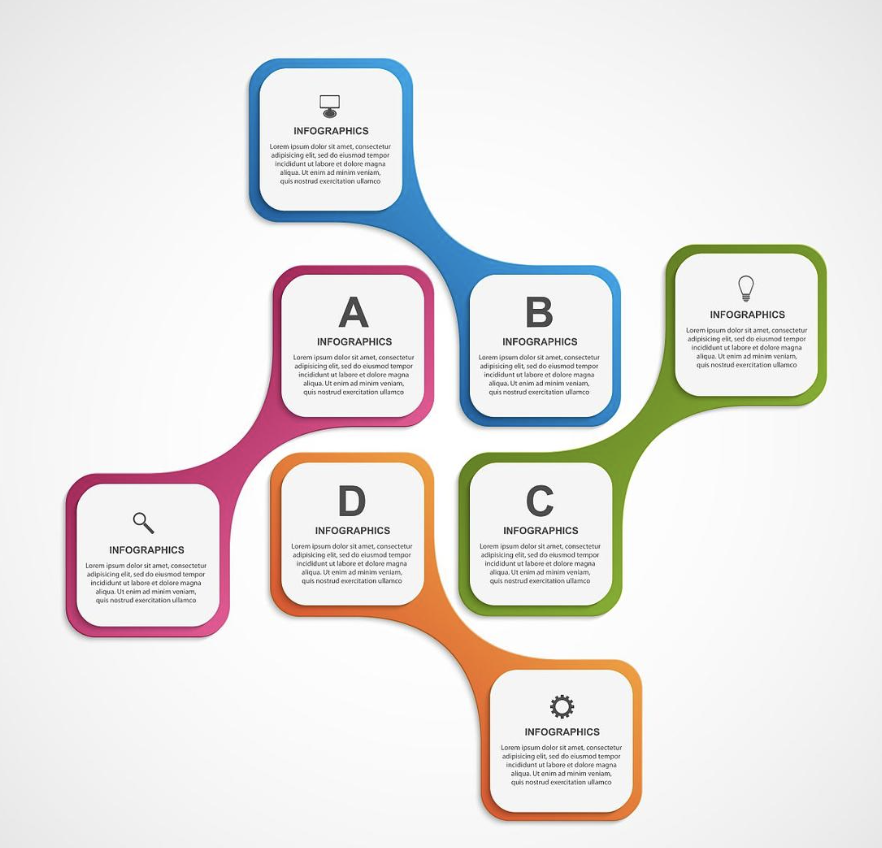 INFOGRAPHICS
Lorem ipsum dolor sit amet, consectetur
adipisicing elit, sed do eiusmod tempor
incididunt ut labore et dolore magna
aliqua. Ut enim ad minim veniam,
quis nostrud exercitation ullamco
INFOGRAPHICS
Lorem ipsum dolor sit amet, consectetur
adipisicing elit, sed do eiusmod tempor
incididunt ut labore et dolore magna
aliqua. Ut enim ad minim veniam,
quis nostrud exercitation ullamco
A
INFOGRAPHICS
Lorem ipsum dolor sit amet, consectetur
adipisicing elit, sed do eiusmod tempor
incididunt ut labore et dolore magna
aliqua. Ut enim ad minim veniam,
quis nostrud exercitation ullamco
B
INFOGRAPHICS
Lorem ipsum dolor sit amet, consectetur
adipisicing elit, sed do eiusmod tempor
incididunt ut labore et dolore magna
aliqua. Ut enim ad minim veniam,
quis nostrud exercitation ullamco
INFOGRAPHICS
Lorem ipsum dolor sit amet, consectetur
adipisicing elit, sed do eiusmod tempor
incididunt ut labore et dolore magna
aliqua. Ut enim ad minim veniam,
quis nostrud exercitation ullamco
D
INFOGRAPHICS
Lorem ipsum dolor sit amet, consectetur
adipisicing elit, sed do eiusmod tempor
incididunt ut labore et dolore magna
aliqua. Ut enim ad minim veniam,
quis nostrud exercitation ullamco
C
INFOGRAPHICS
Lorem ipsum dolor sit amet, consectetur
adipisicing elit, sed do eiusmod tempor
incididunt ut labore et dolore magna
aliqua. Ut enim ad minim veniam,
quis nostrud exercitation ullamco
INFOGRAPHICS
Lorem ipsum dolor sit amet, consectetur
adipisicing elit, sed do eiusmod tempor
incididunt ut labore et dolore magna
aliqua. Ut enim ad minim veniam,
quis nostrud exercitation ullamco